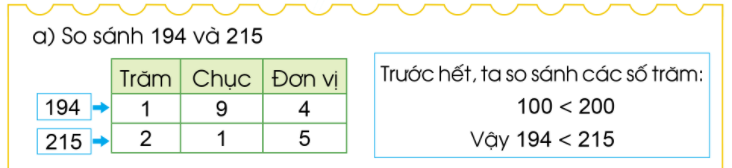 a) So sánh 194 và 215
Trăm Chục Đơn vị
194 1 9 4
215 2 1 5
Trước hết, ta so sánh các số trăm:
100 < 200
Vậy 194 < 215